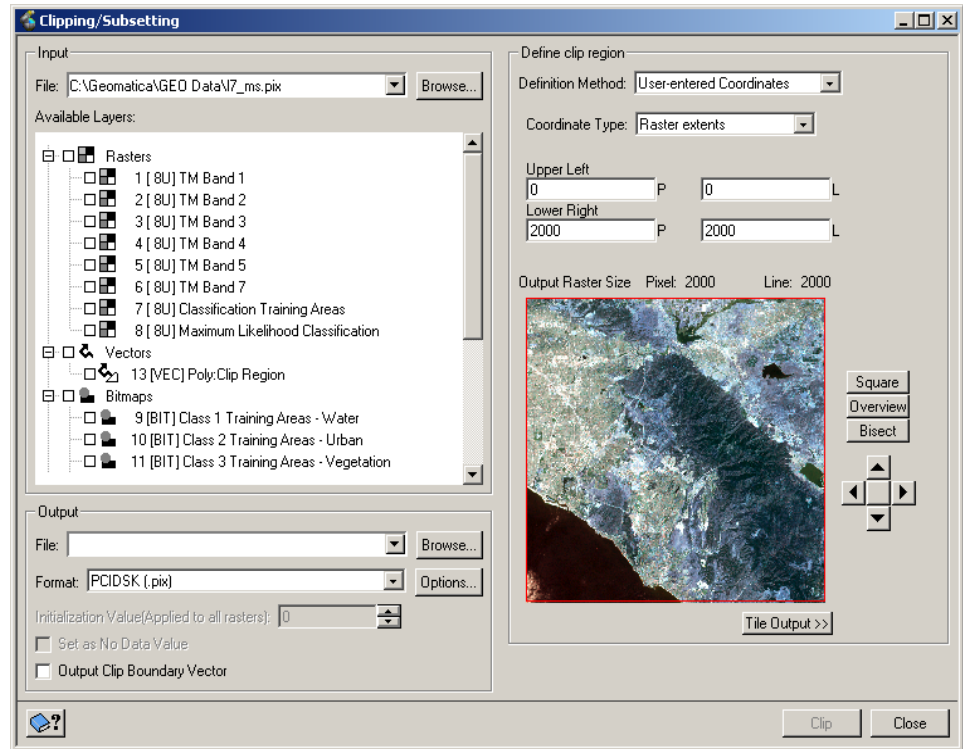 Clipping/Subsetting
Input
File: C:\Geomatica\GEO Data\l7_ms.pix Browse...
Available Layers:
Rasters
1 [ 8U] TM Band 1
2 [ 8U] TM Band 2
3 [ 8U] TM Band 3
4 [ 8U] TM Band 4
5 [ 8U] TM Band 5
6 [ 8U] TM Band 7
7 [ 8U] Classification Training Areas
8 [ 8U] Maximum Likelihood Classification
Vectors
13 [VEC] Poly:Clip Region
Bitmaps
9 [BIT] Class 1 Training Areas - Water
10 [BIT] Class 2 Training Areas - Urban
11 [BIT] Class 3 Training Areas - Vegetation
Output
File: Browse...
Format: PCIDSK (.pix) Options...
Initialization Value(Applied to all rasters): 0
Set as No Data Value
Output Clip Boundary Vector
Define clip region
Definition Method: User-entered Coordinates
Coordinate Type: Raster extents
Upper Left
0 P 0 L
Lower Right
2000 P 2000 L
Output Raster Size Pixel: 2000 Line: 2000
Square
Overview
Bisect
Tile Output >>
?
Clip Close